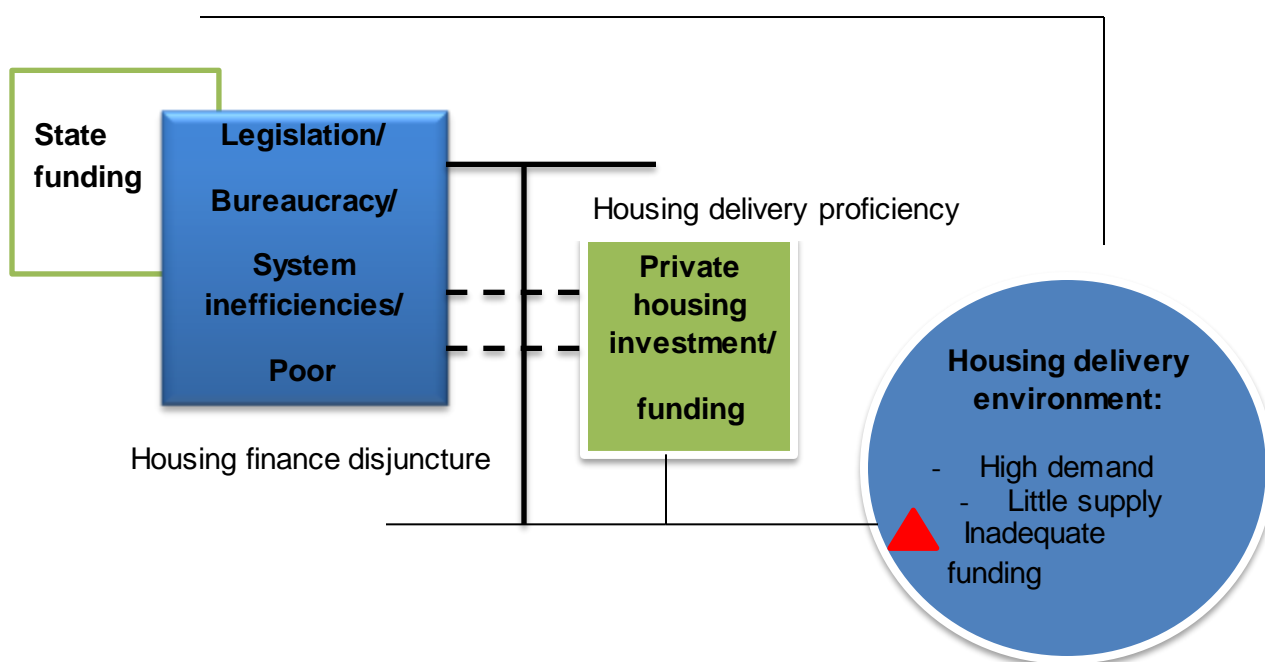 State
funding
Legislation/
Bureaucracy/
System
inefficiencies/
Poor
Housing delivery proficiency
Private
housing
investment/
funding
Housing finance disjuncture
Housing delivery
environment:
- High demand
- Little supply
Inadequate
funding